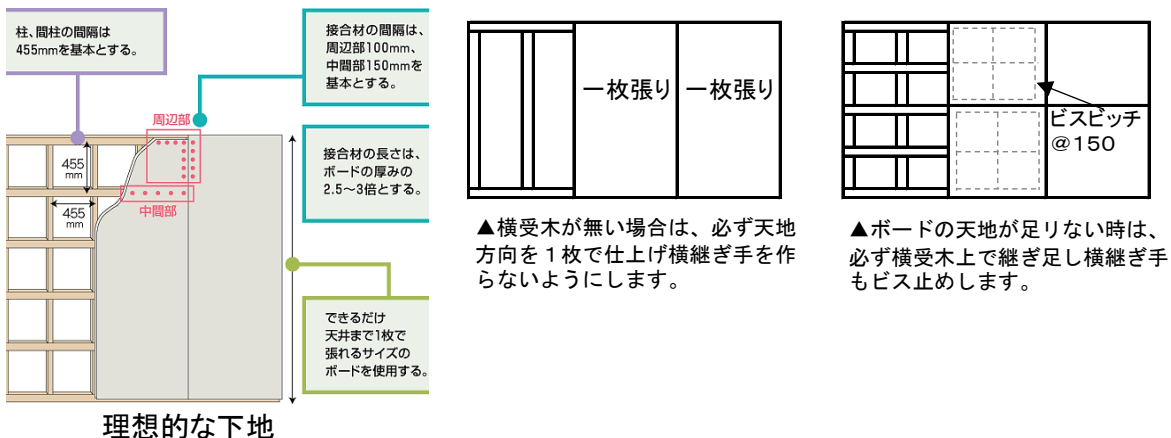 柱、間柱の間隔は
455mmを基本とする。
接合材の間隔は、
周辺部100mm、
中間部150mmを
基本とする。
周辺部
455
mm
455
mm
中間部
接合材の長さは、
ボードの厚みの
2.5〜3倍とする。
できるだけ
天井まで1枚で
張れるサイズの
ボードを使用する。
理想的な下地
一枚張り
一枚張り
▲横受木が無い場合は、必ず天地
方向を１枚で仕上げ横継ぎ手を作
らないようにします。
ビスピッチ
＠150
▲ボードの天地が足りない時は、
必ず横受木上で継ぎ足し横継ぎ手
もビス止めします。